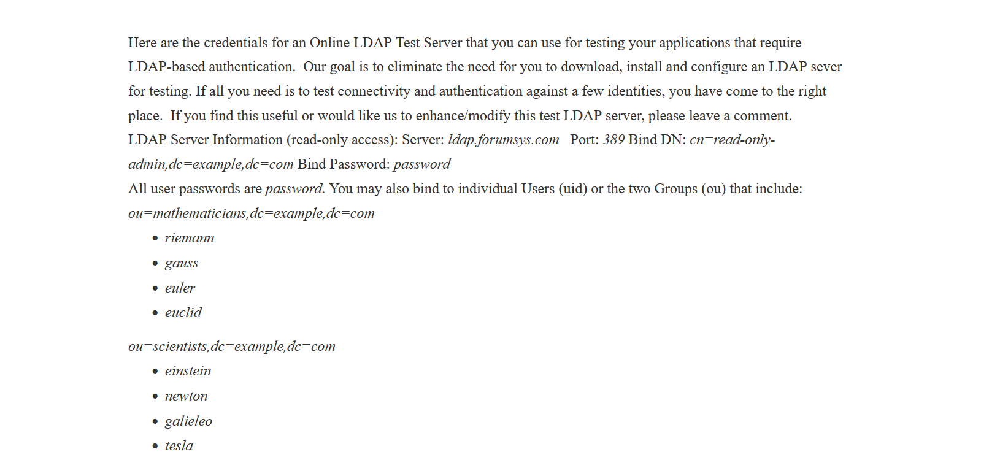 Here are the credentials for an Online LDAP Test Server that you can use for testing your applications that require
LDAP-based authentication.  Our goal is to eliminate the need for you to download, install and configure an LDAP sever
for testing. If all you need is to test connectivity and authentication against a few identities, you have come to the right
place.  If you find this useful or would like us to enhance/modify this test LDAP server, please leave a comment.
LDAP Server Information (read-only access): Server: ldap.forumsys.com   Port: 389 Bind DN: cn=read-only-
admin,dc=example,dc=com Bind Password: password
All user passwords are password. You may also bind to individual Users (uid) or the two Groups (ou) that include:
ou=mathematicians,dc=example,dc=com
• riemann
• gauss
• euler
• euclid
ou=scientists,dc=example,dc=com
• einstein
• newton
• galieleo
• tesla